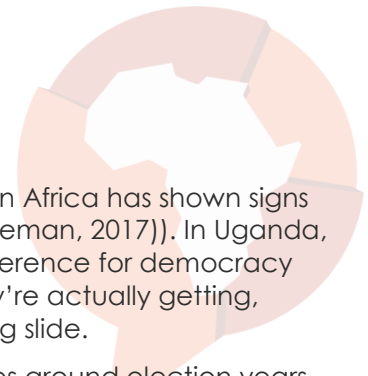 n Africa has shown signs
eman, 2017)). In Uganda,
erence for democracy
y're actually getting,
g slide.
es around election years